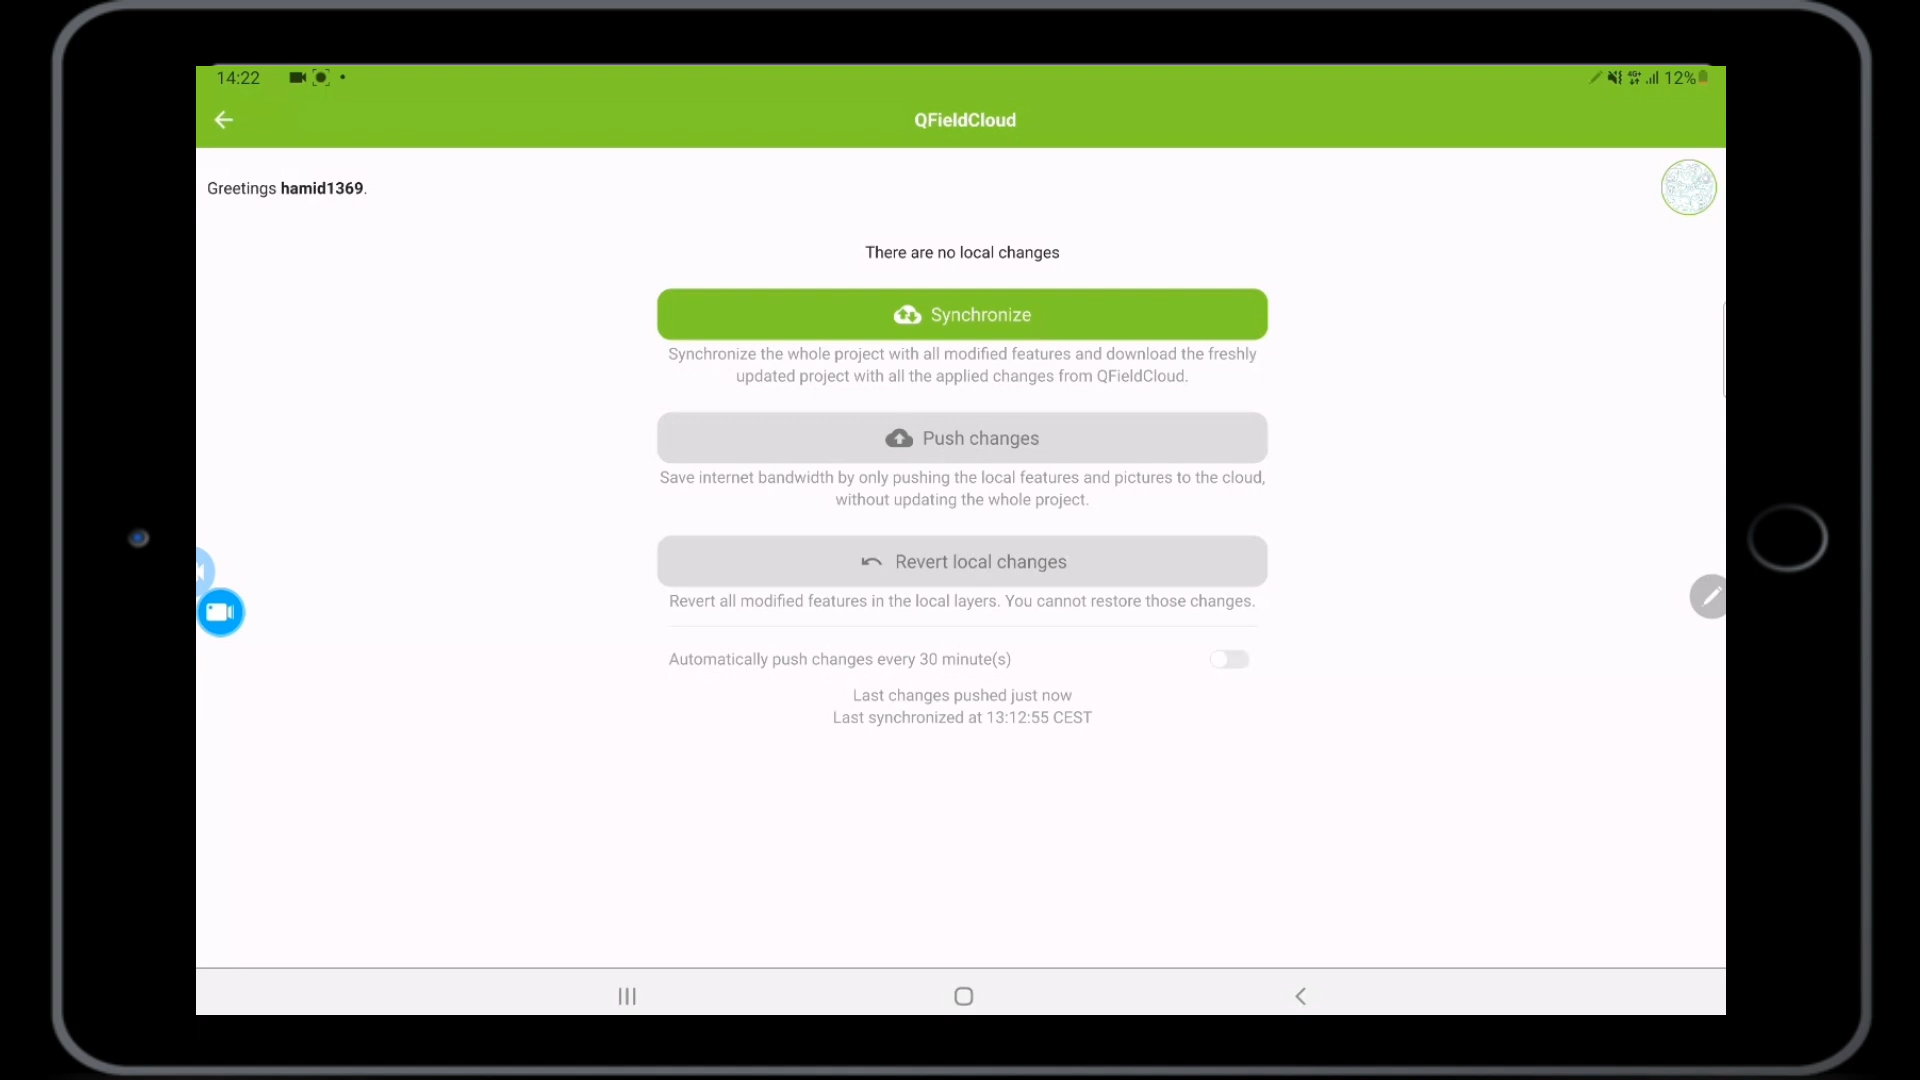 14:22
4G+
12%
QFieldCloud
Greetings hamid1369.
There are no local changes
Synchronize
Synchronize the whole project with all modified features and download the freshly
updated project with all the applied changes from QFieldCloud.
Push changes
Save internet bandwidth by only pushing the local features and pictures to the cloud,
without updating the whole project.
Revert local changes
Revert all modified features in the local layers. You cannot restore those changes.
Automatically push changes every 30 minute(s)
Last changes pushed just now
Last synchronized at 13:12:55 CEST